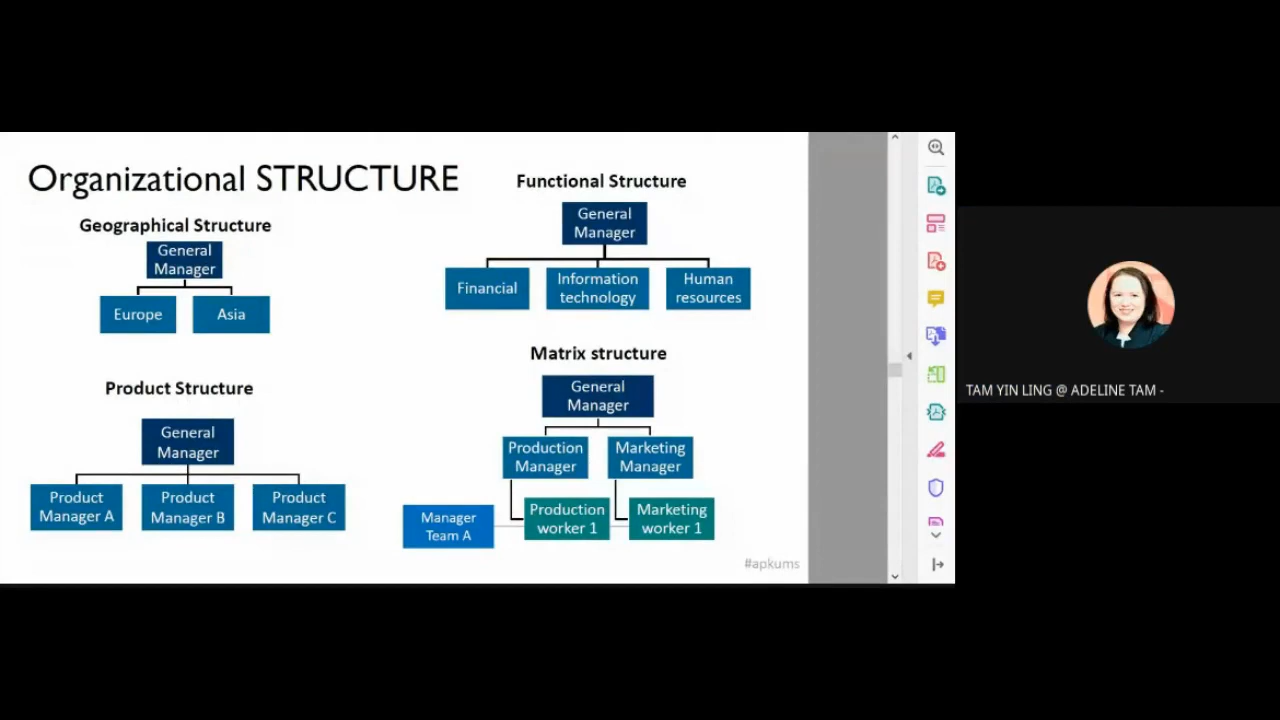 Organizational STRUCTURE
Geographical Structure
General
Manager
Europe
Asia
Functional Structure
General
Manager
Financial
Information
technology
Human
resources
Product Structure
General
Manager
Product
Manager A
Product
Manager B
Product
Manager C
Matrix structure
General
Manager
Production
Manager
Marketing
Manager
Manager
Team A
Production
worker 1
Marketing
worker 1
#apkums
TAM YIN LING @ ADELINE TAM -